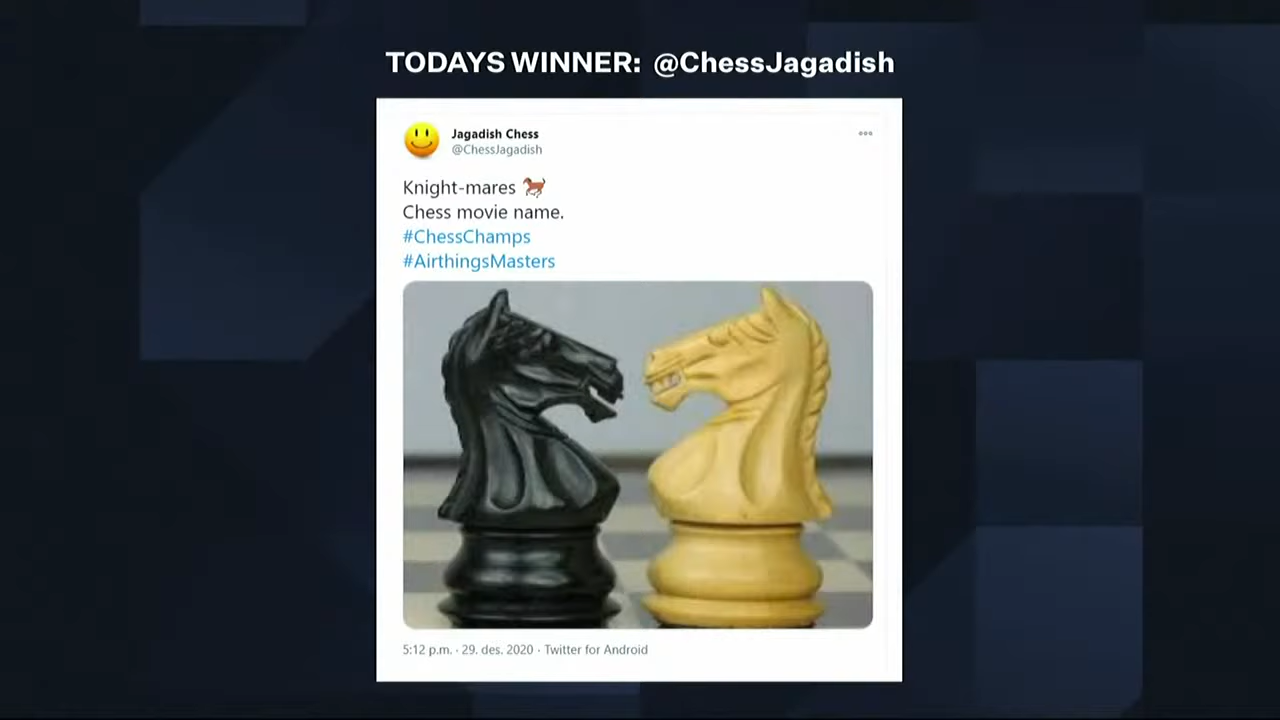 TODAYS WINNER: @ChessJagadish
Jagadish Chess
@ChessJagadish
Knight-mares 🐎
Chess movie name.
#ChessChamps
#AirthingsMasters
5:12 p.m. · 29. des. 2020 · Twitter for Android